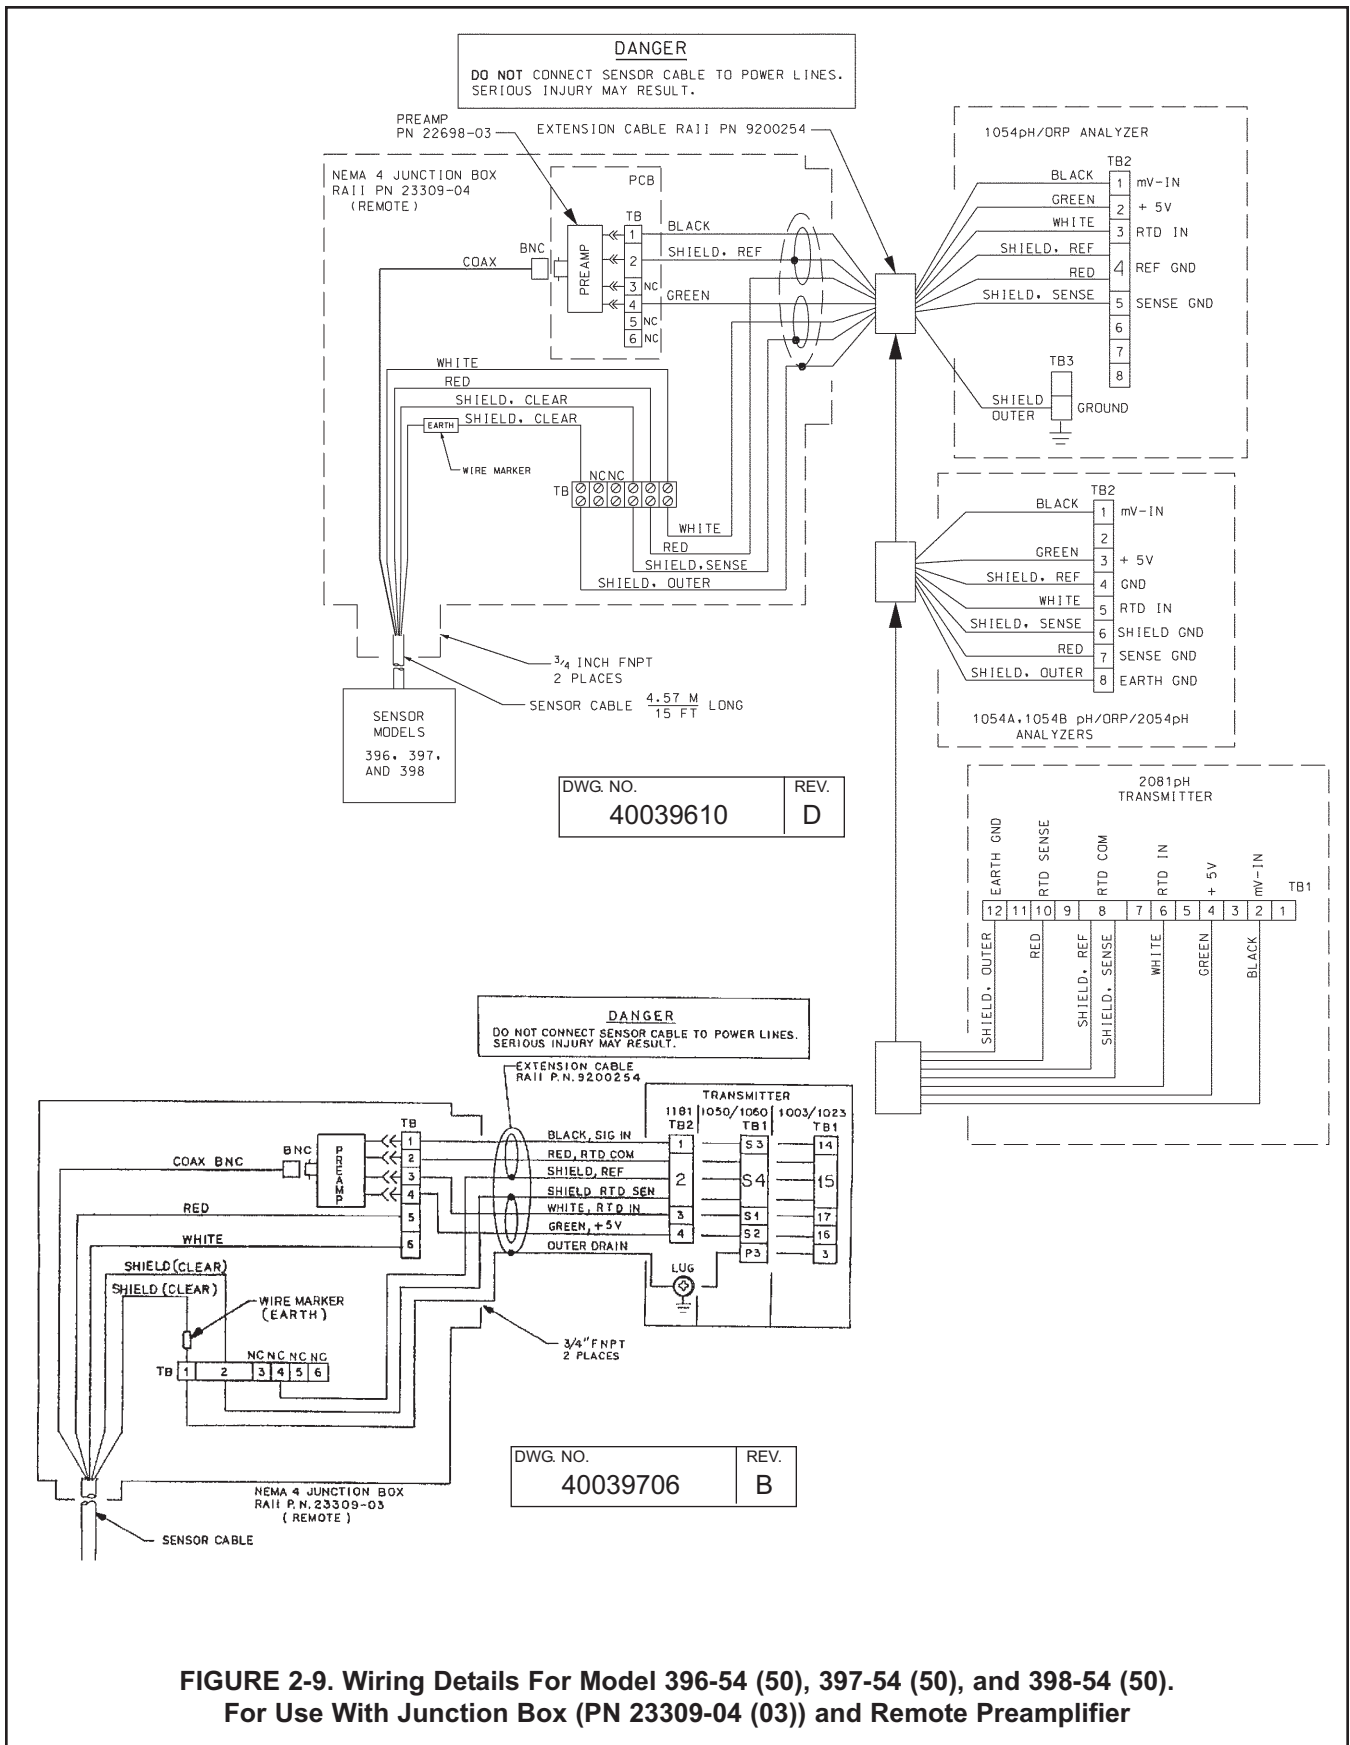 DANGER
DO NOT CONNECT SENSOR CABLE TO POWER LINES.
SERIOUS INJURY MAY RESULT.
PREAMP
PN 22698-03
EXTENSION CABLE RAII PN 9200254
NEMA 4 JUNCTION BOX
RAII PN 23309-04
(REMOTE)
PCB
TB
BNC
COAX
PREAMP
1
2
3 NC
4
5 NC
6 NC
BLACK
SHIELD, REF
GREEN
WHITE
RED
SHIELD, CLEAR
EARTH
SHIELD, CLEAR
WIRE MARKER
NC NC
TB
WHITE
RED
SHIELD,SENSE
SHIELD, OUTER
3/4 INCH FNPT
2 PLACES
SENSOR CABLE 4.57 M / 15 FT LONG
SENSOR
MODELS
396, 397,
AND 398
1054pH/ORP ANALYZER
TB2
BLACK 1 mV-IN
GREEN 2 + 5V
WHITE 3 RTD IN
SHIELD, REF
4 REF GND
RED
SHIELD, SENSE 5 SENSE GND
6
7
8
TB3
SHIELD
OUTER
GROUND
TB2
BLACK 1 mV-IN
2
GREEN 3 + 5V
SHIELD, REF 4 GND
WHITE 5 RTD IN
SHIELD, SENSE 6 SHIELD GND
RED 7 SENSE GND
SHIELD, OUTER 8 EARTH GND
1054A,1054B pH/ORP/2054pH
ANALYZERS
DWG. NO.
40039610
REV.
D
2081pH
TRANSMITTER
EARTH GND
RTD SENSE
RTD COM
RTD IN
+ 5V
mV-IN
TB1
12 11 10 9 8 7 6 5 4 3 2 1
SHIELD, OUTER
RED
SHIELD, REF
SHIELD, SENSE
WHITE
GREEN
BLACK
DANGER
DO NOT CONNECT SENSOR CABLE TO POWER LINES.
SERIOUS INJURY MAY RESULT.
EXTENSION CABLE
RAII P.N.9200254
TRANSMITTER
1181 1050/1060 1003/1023
TB2 TB1 TB1
1 S3 14
2 S4 15
3 S1 17
4 S2 16
P3 3
LUG
BLACK, SIG IN
RED, RTD COM
SHIELD, REF
SHIELD RTD SEN
WHITE, RTD IN
GREEN, +5V
OUTER DRAIN
TB
1
2
3
4
5
6
BNC
PREAMP
COAX BNC
RED
WHITE
SHIELD (CLEAR)
SHIELD (CLEAR)
WIRE MARKER
(EARTH)
NC NC NC NC
TB 1 2 3 4 5 6
3/4" FNPT
2 PLACES
NEMA 4 JUNCTION BOX
RAII P.N. 23309-03
(REMOTE)
SENSOR CABLE
DWG. NO.
40039706
REV.
B
FIGURE 2-9. Wiring Details For Model 396-54 (50), 397-54 (50), and 398-54 (50).
For Use With Junction Box (PN 23309-04 (03)) and Remote Preamplifier